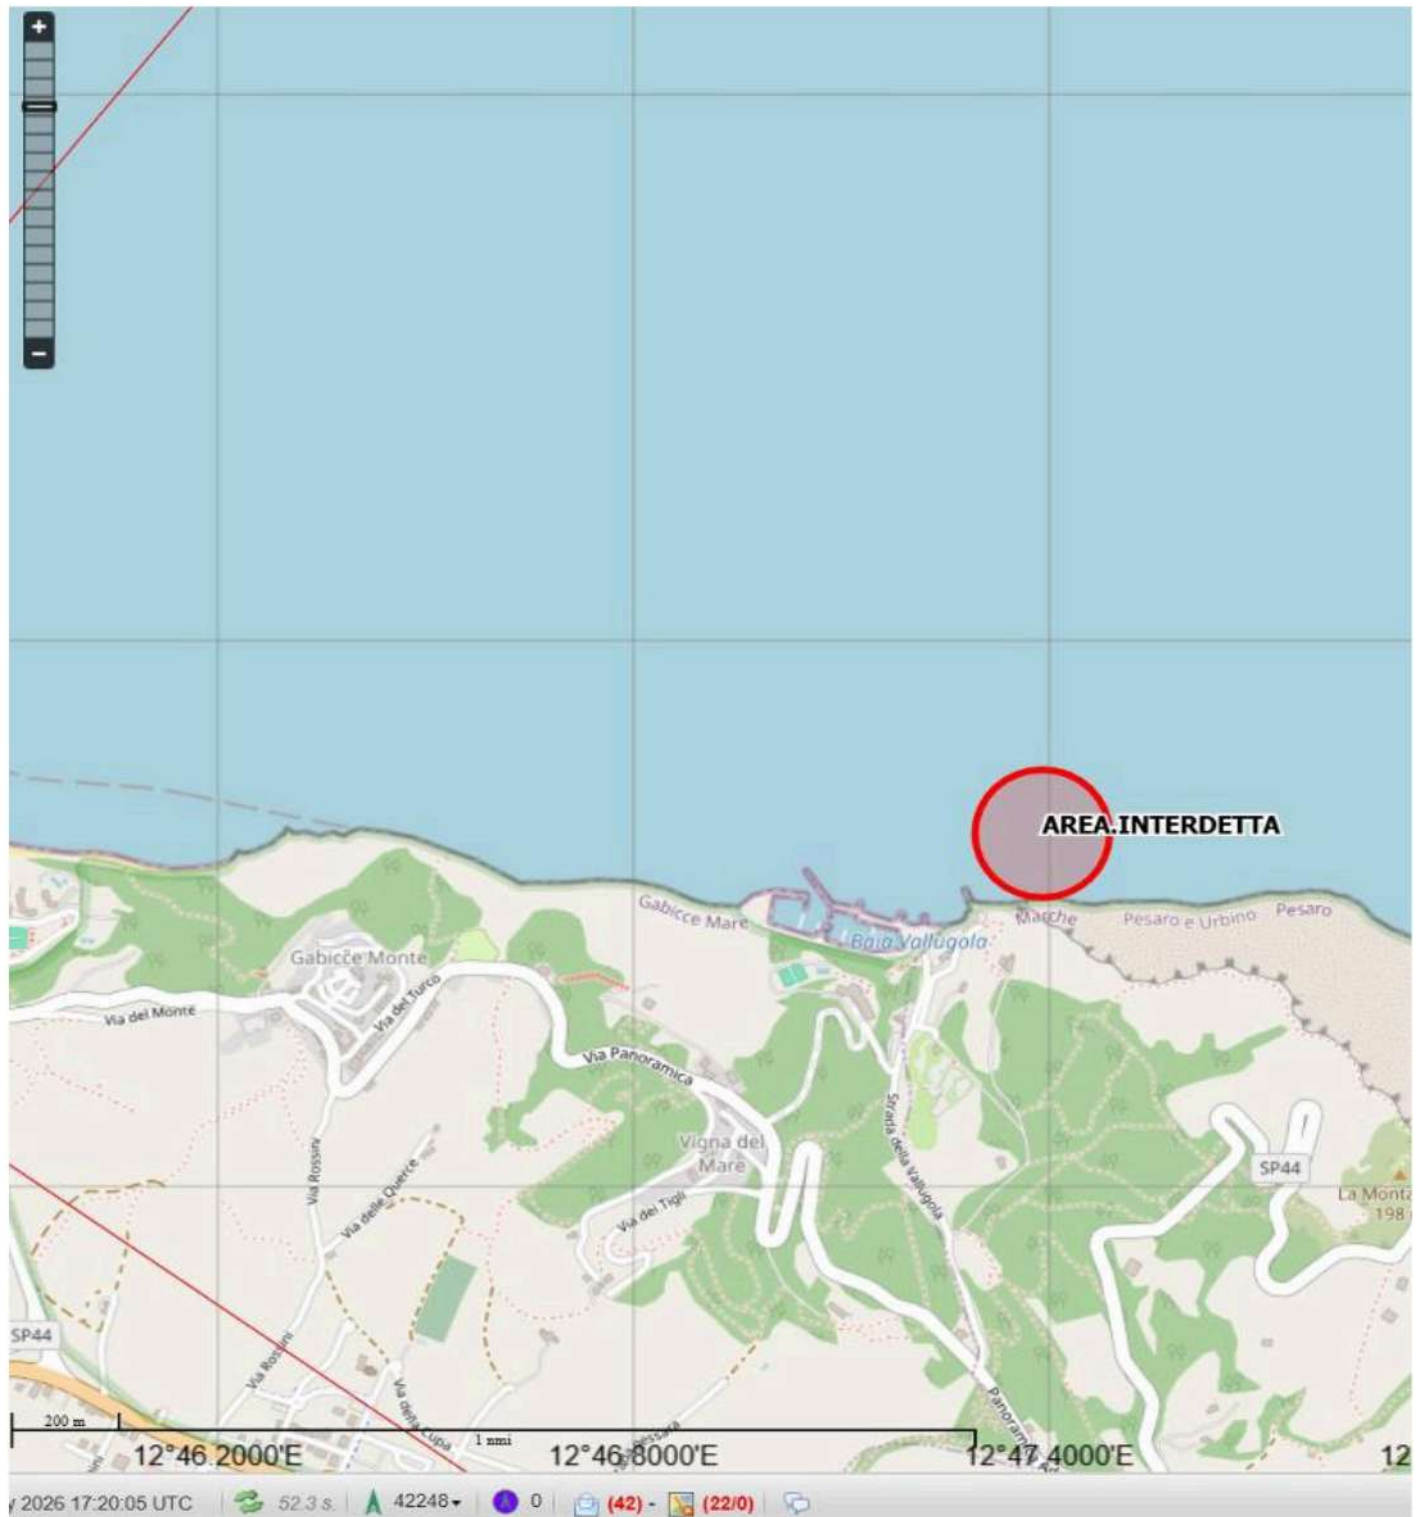 +
−
AREA.INTERDETTA
Gabicce Mare
Marche
Pesaro e Urbino
Pesaro
Baia Vallugola
Gabicce Monte
Via del Monte
Via del Turco
Via Panoramica
Vigna del
Mare
Via Rossini
Via delle Querce
Via dei Tigli
Strada della Vallugola
SP44
La Monta
198
SP44
Via Rossini
Via della Cupa
Panoram
200 m
1 nmi
12°46.2000'E
12°46.8000'E
12°47.4000'E
12
y 2026 17:20:05 UTC
52.3 s.
42248
0
(42) -
(22/0)